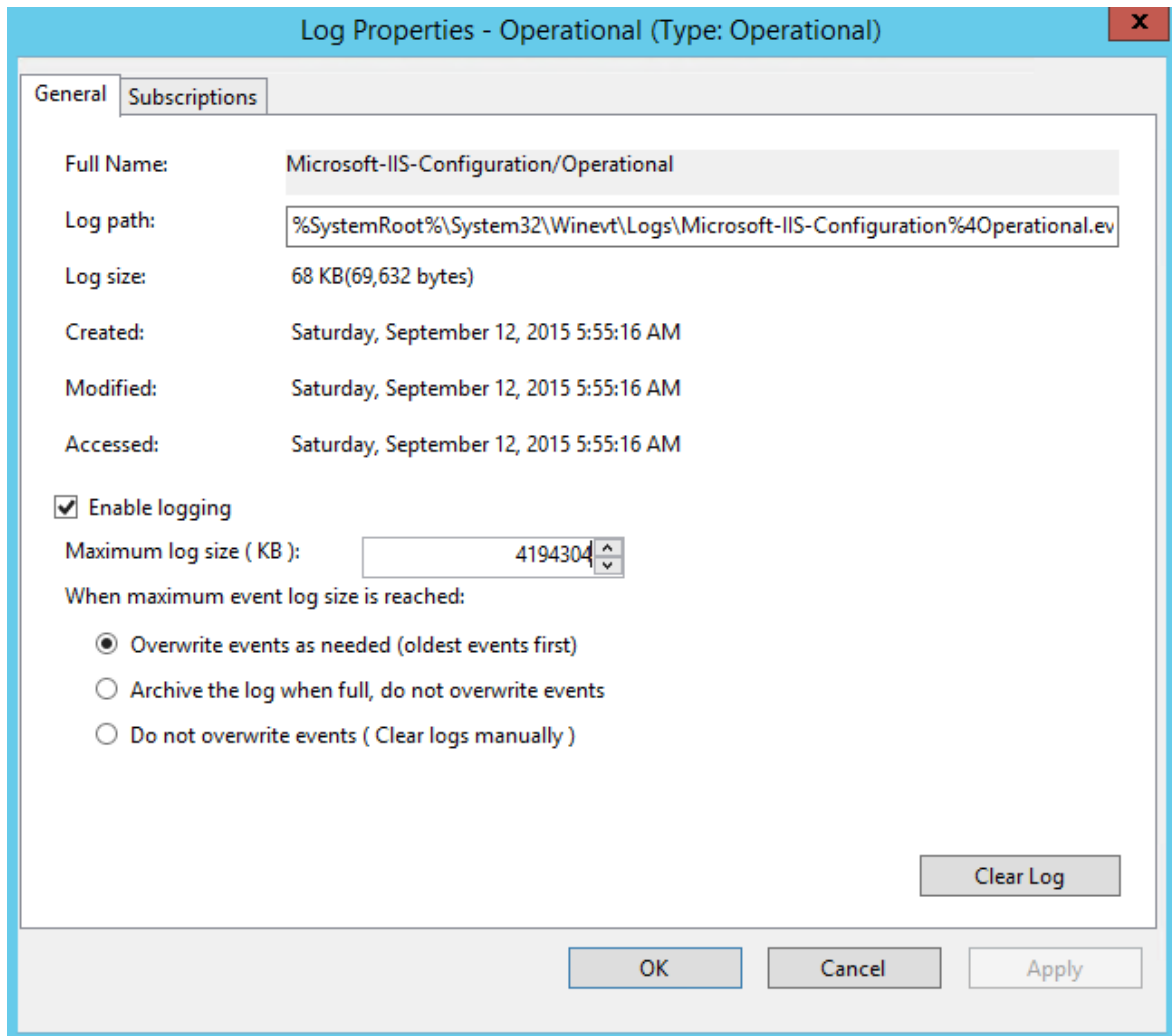 Log Properties - Operational (Type: Operational)
x
General
Subscriptions
Full Name: Microsoft-IIS-Configuration/Operational
Log path: %SystemRoot%\System32\Winevt\Logs\Microsoft-IIS-Configuration%4Operational.ev
Log size: 68 KB(69,632 bytes)
Created: Saturday, September 12, 2015 5:55:16 AM
Modified: Saturday, September 12, 2015 5:55:16 AM
Accessed: Saturday, September 12, 2015 5:55:16 AM
Enable logging
Maximum log size ( KB ): 4194304
When maximum event log size is reached:
Overwrite events as needed (oldest events first)
Archive the log when full, do not overwrite events
Do not overwrite events ( Clear logs manually )
Clear Log
OK Cancel Apply